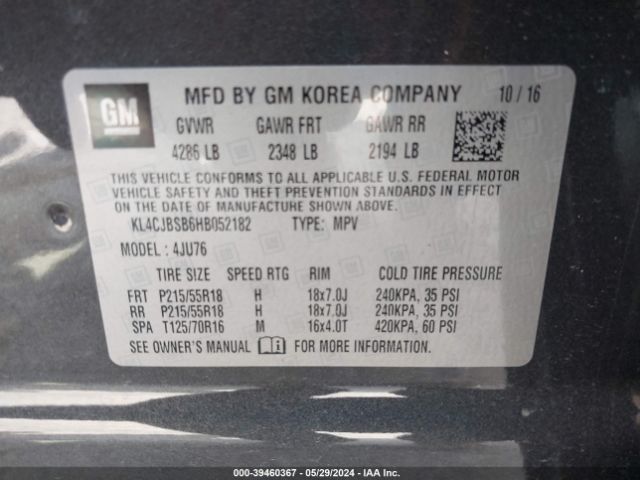 GM
MFD BY GM KOREA COMPANY 10 / 16
GVWR GAWR FRT GAWR RR
4286 LB 2348 LB 2194 LB
THIS VEHICLE CONFORMS TO ALL APPLICABLE U.S. FEDERAL MOTOR
VEHICLE SAFETY AND THEFT PREVENTION STANDARDS IN EFFECT
ON THE DATE OF MANUFACTURE SHOWN ABOVE.
KL4CJBSB6HB052182 TYPE: MPV
MODEL: 4JU76
TIRE SIZE SPEED RTG RIM COLD TIRE PRESSURE
FRT P215/55R18 H 18x7.0J 240KPA, 35 PSI
RR P215/55R18 H 18x7.0J 240KPA, 35 PSI
SPA T125/70R16 M 16x4.0T 420KPA, 60 PSI
SEE OWNER'S MANUAL FOR MORE INFORMATION.
000-39460367 • 05/29/2024 • IAA Inc.